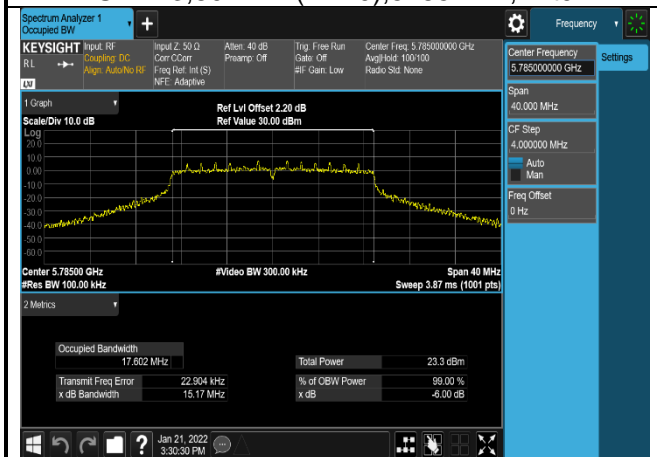 Spectrum Analyzer 1
Occupied BW
+
Frequency
KEYSIGHT
RL
Input: RF
Coupling: DC
Align: Auto/No RF
Input Z: 50 Ω
Corr CCorr
Freq Ref: Int (S)
NFE: Adaptive
Atten: 40 dB
Preamp: Off
Trig: Free Run
Gate: Off
#IF Gain: Low
Center Freq: 5.785000000 GHz
Avg|Hold: 100/100
Radio Std: None
Center Frequency
5.785000000 GHz
Settings
Span
40.000 MHz
CF Step
4.000000 MHz
Auto
Man
Freq Offset
0 Hz
1 Graph
Scale/Div 10.0 dB
Ref Lvl Offset 2.20 dB
Ref Value 30.00 dBm
Log
20.0
10.0
0.00
-10.0
-20.0
-30.0
-40.0
-50.0
-60.0
Center 5.78500 GHz
#Video BW 300.00 kHz
Span 40 MHz
#Res BW 100.00 kHz
Sweep 3.87 ms (1001 pts)
2 Metrics
Occupied Bandwidth
17.602 MHz
Total Power 23.3 dBm
Transmit Freq Error 22.904 kHz
% of OBW Power 99.00 %
x dB Bandwidth 15.17 MHz
x dB -6.00 dB
?
Jan 21, 2022
3:30:30 PM